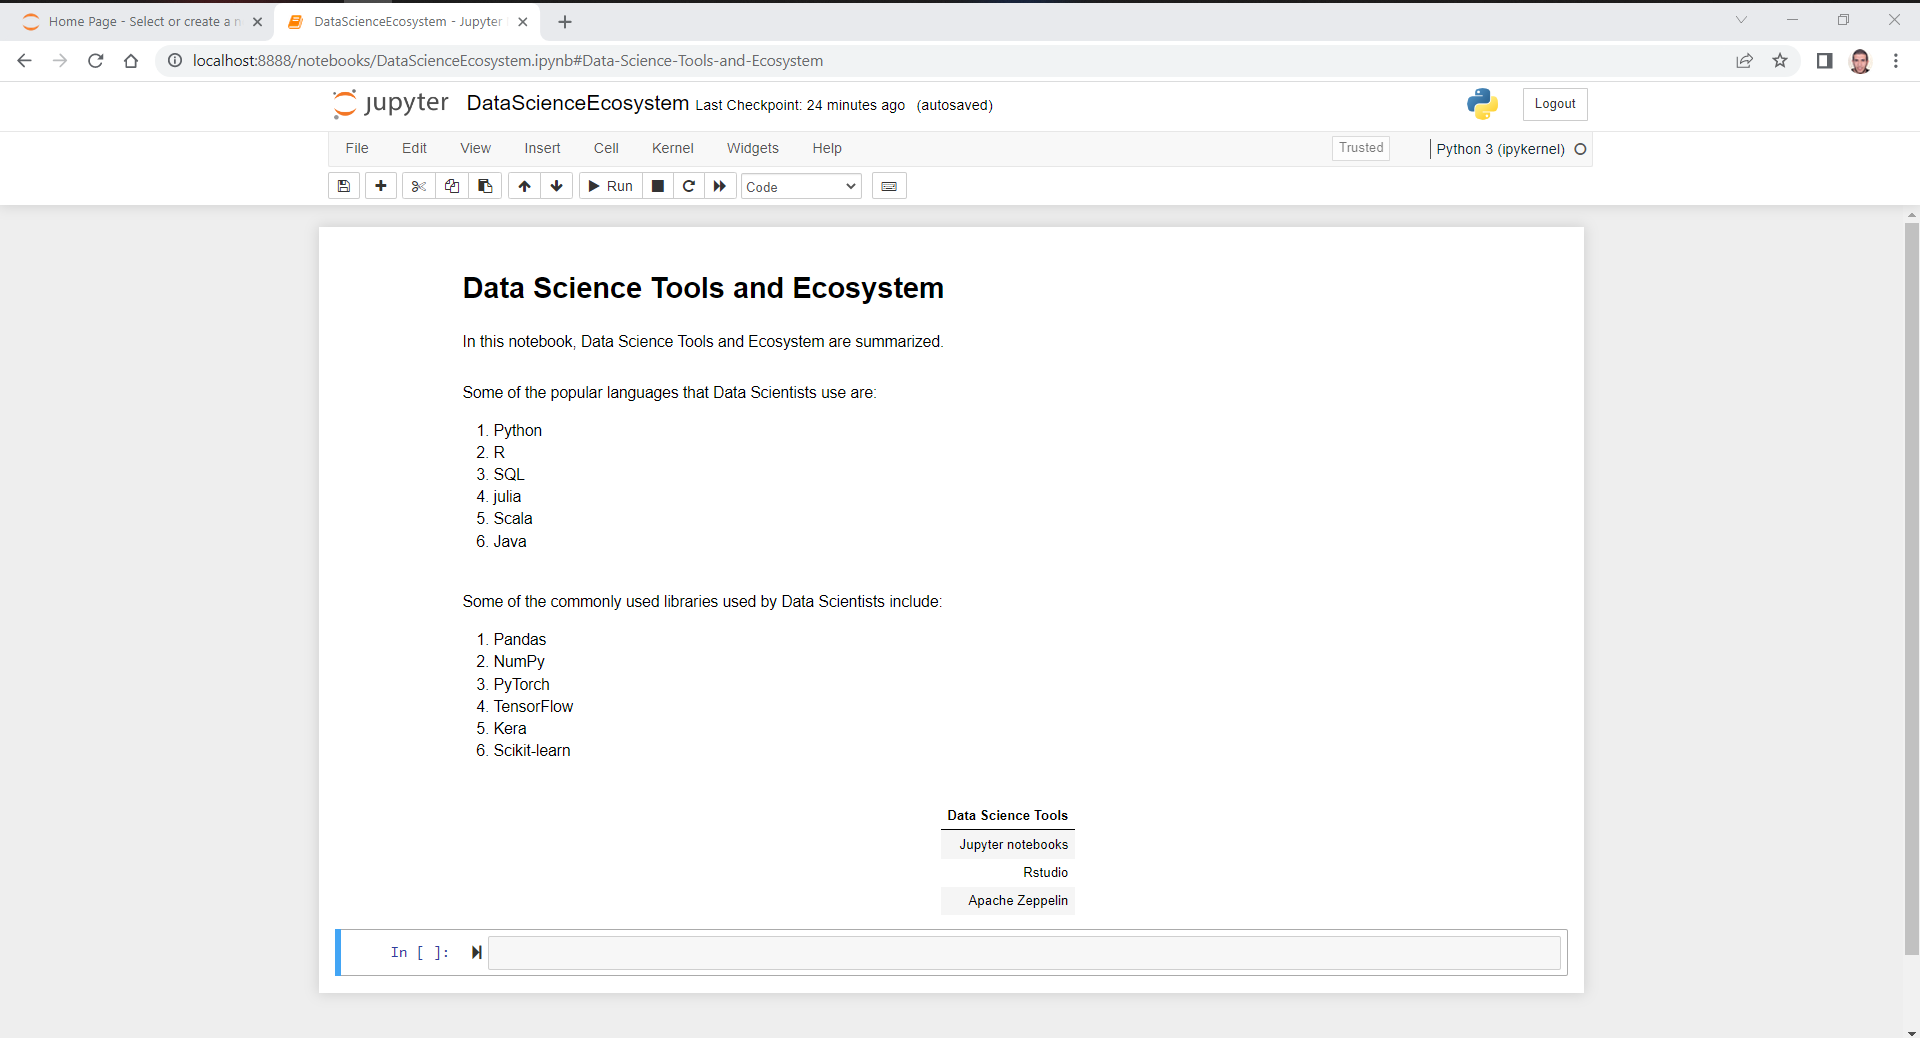 Home Page - Select or create a n
DataScienceEcosystem - Jupyter
localhost:8888/notebooks/DataScienceEcosystem.ipynb#Data-Science-Tools-and-Ecosystem
jupyter DataScienceEcosystem Last Checkpoint: 24 minutes ago (autosaved)
Logout
File Edit View Insert Cell Kernel Widgets Help
Trusted
Python 3 (ipykernel)
Run
Code
Data Science Tools and Ecosystem
In this notebook, Data Science Tools and Ecosystem are summarized.
Some of the popular languages that Data Scientists use are:
1. Python
2. R
3. SQL
4. julia
5. Scala
6. Java
Some of the commonly used libraries used by Data Scientists include:
1. Pandas
2. NumPy
3. PyTorch
4. TensorFlow
5. Kera
6. Scikit-learn
Data Science Tools
Jupyter notebooks
Rstudio
Apache Zeppelin
In [ ]: